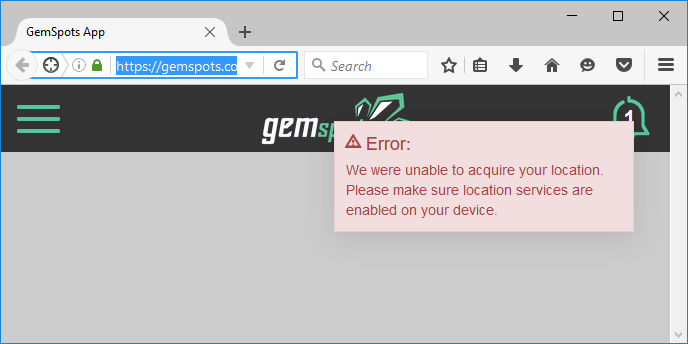 GemSpots App
https://gemspots.co
Search
gemsp
1
Error:
We were unable to acquire your location.
Please make sure location services are
enabled on your device.